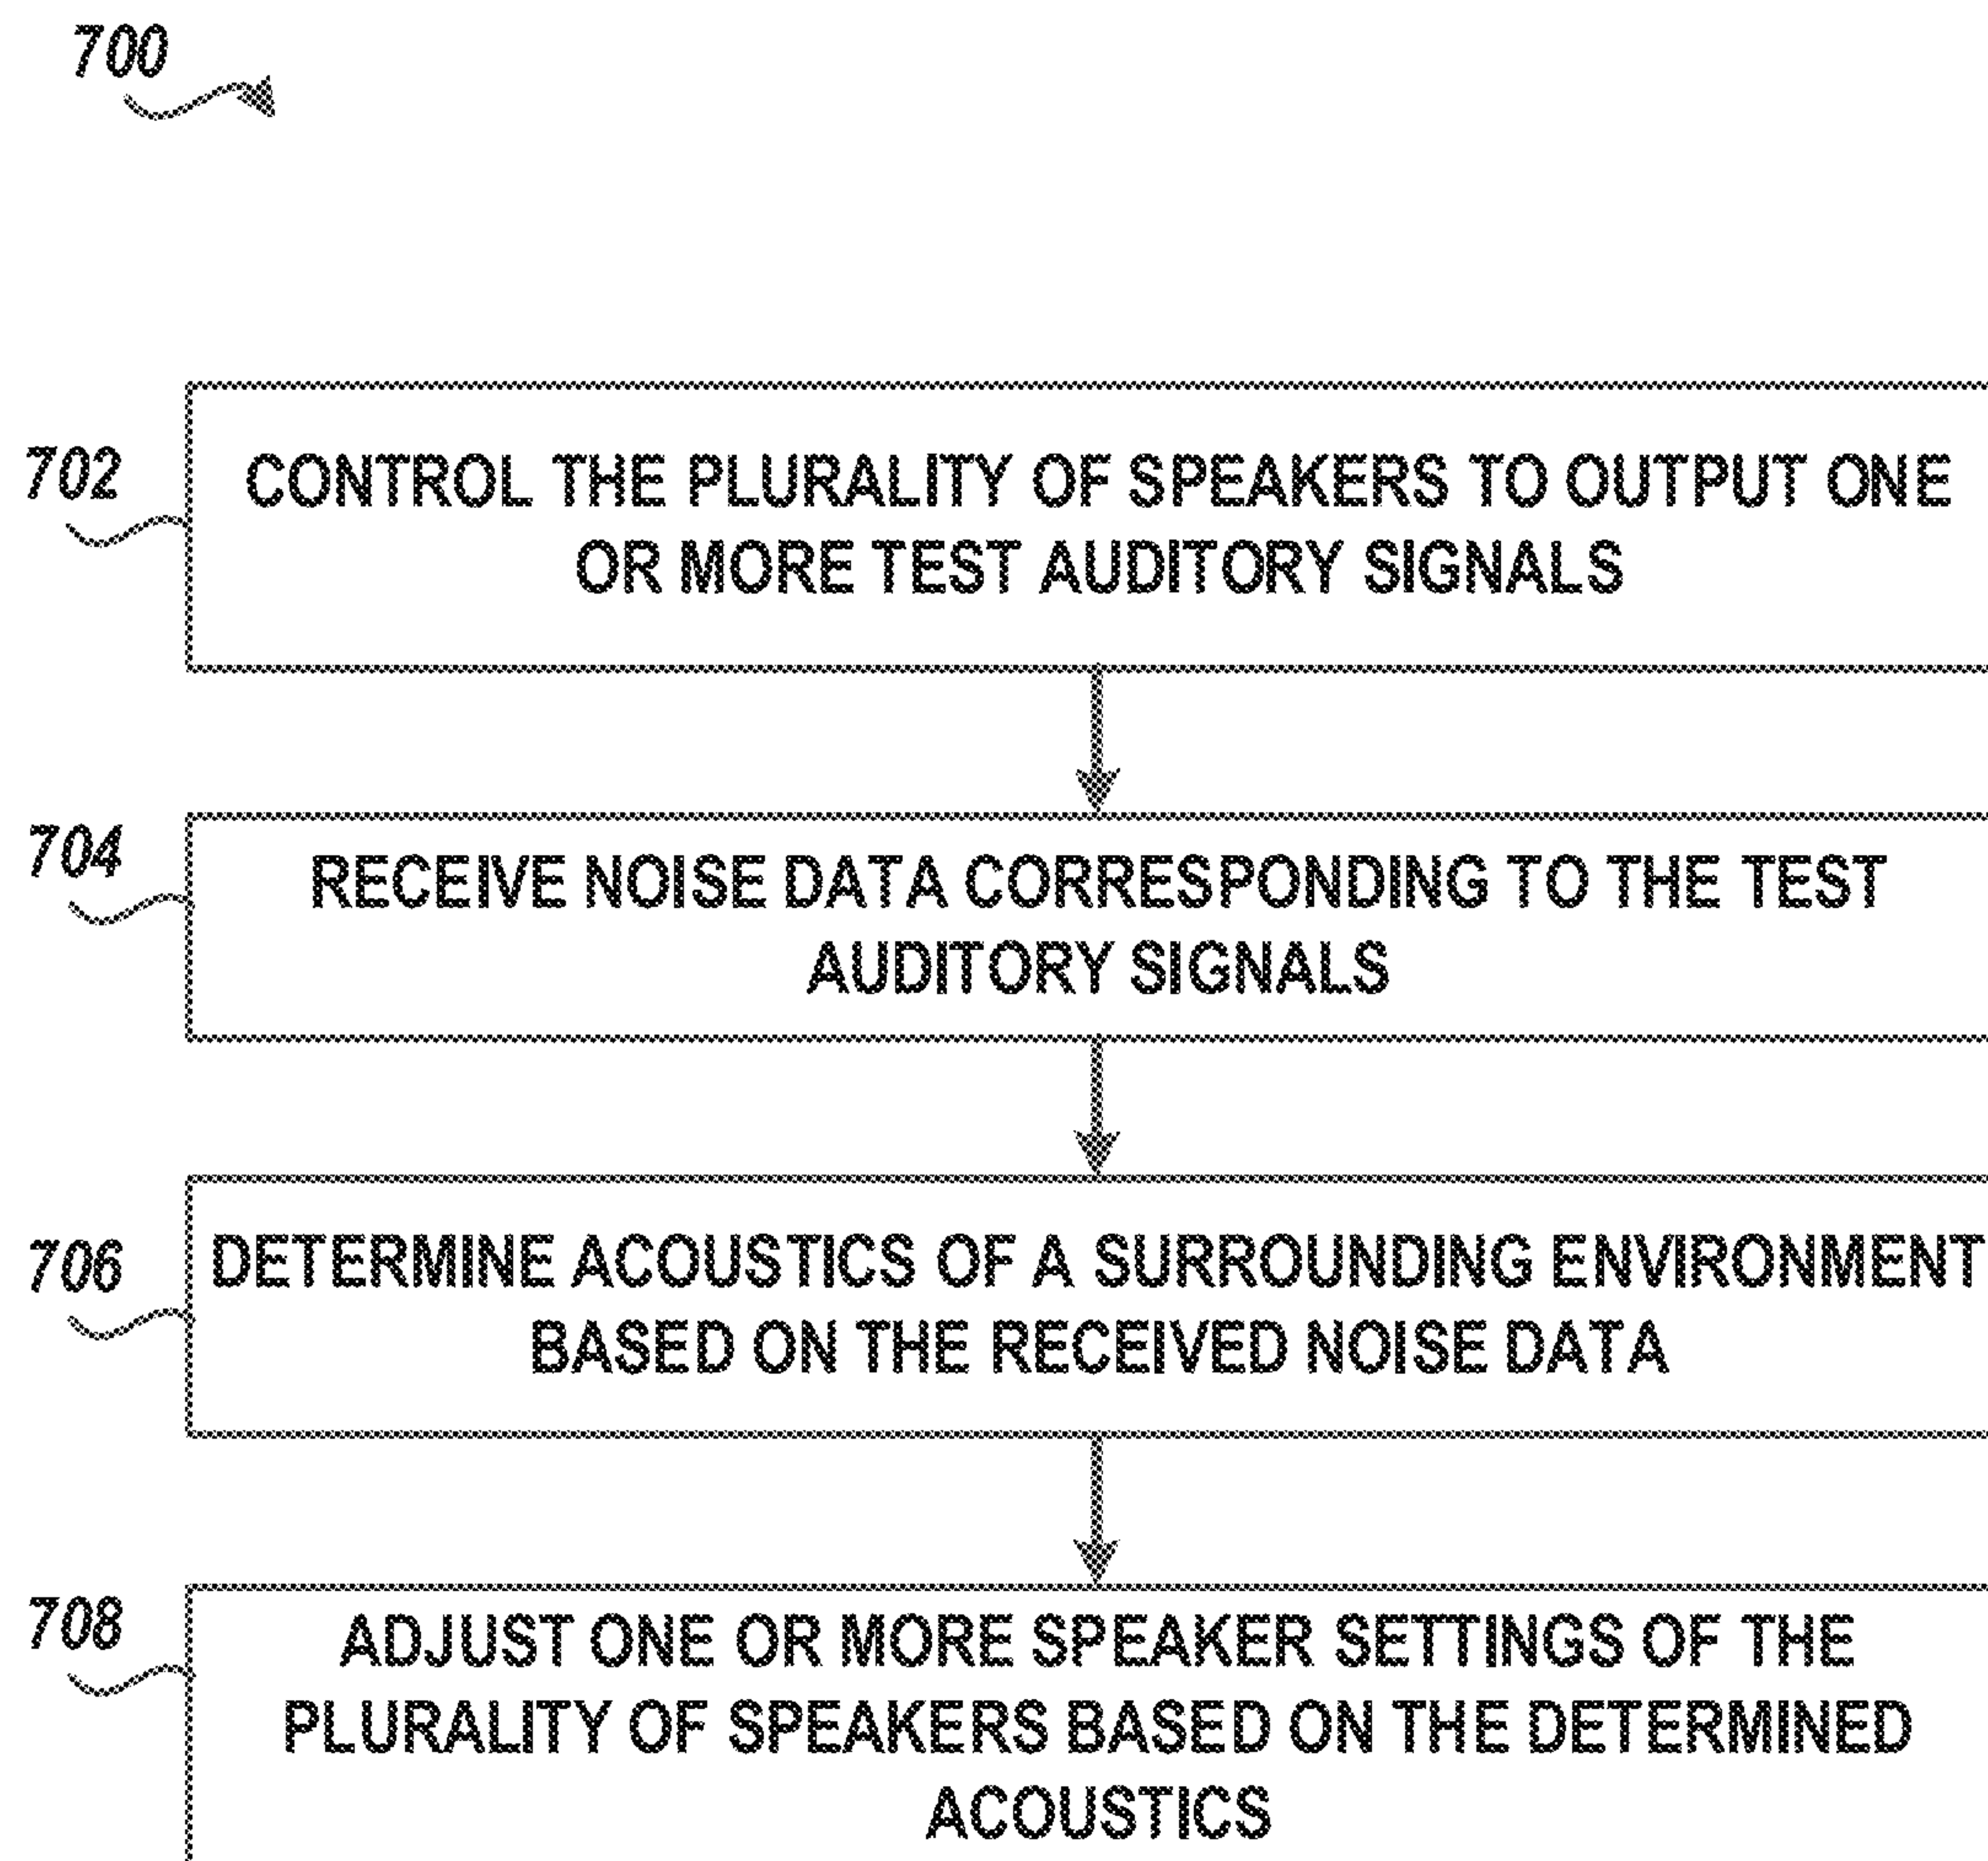 700
702
CONTROL THE PLURALITY OF SPEAKERS TO OUTPUT ONE
OR MORE TEST AUDITORY SIGNALS
704
RECEIVE NOISE DATA CORRESPONDING TO THE TEST
AUDITORY SIGNALS
706
DETERMINE ACOUSTICS OF A SURROUNDING ENVIRONMENT
BASED ON THE RECEIVED NOISE DATA
708
ADJUST ONE OR MORE SPEAKER SETTINGS OF THE
PLURALITY OF SPEAKERS BASED ON THE DETERMINED
ACOUSTICS